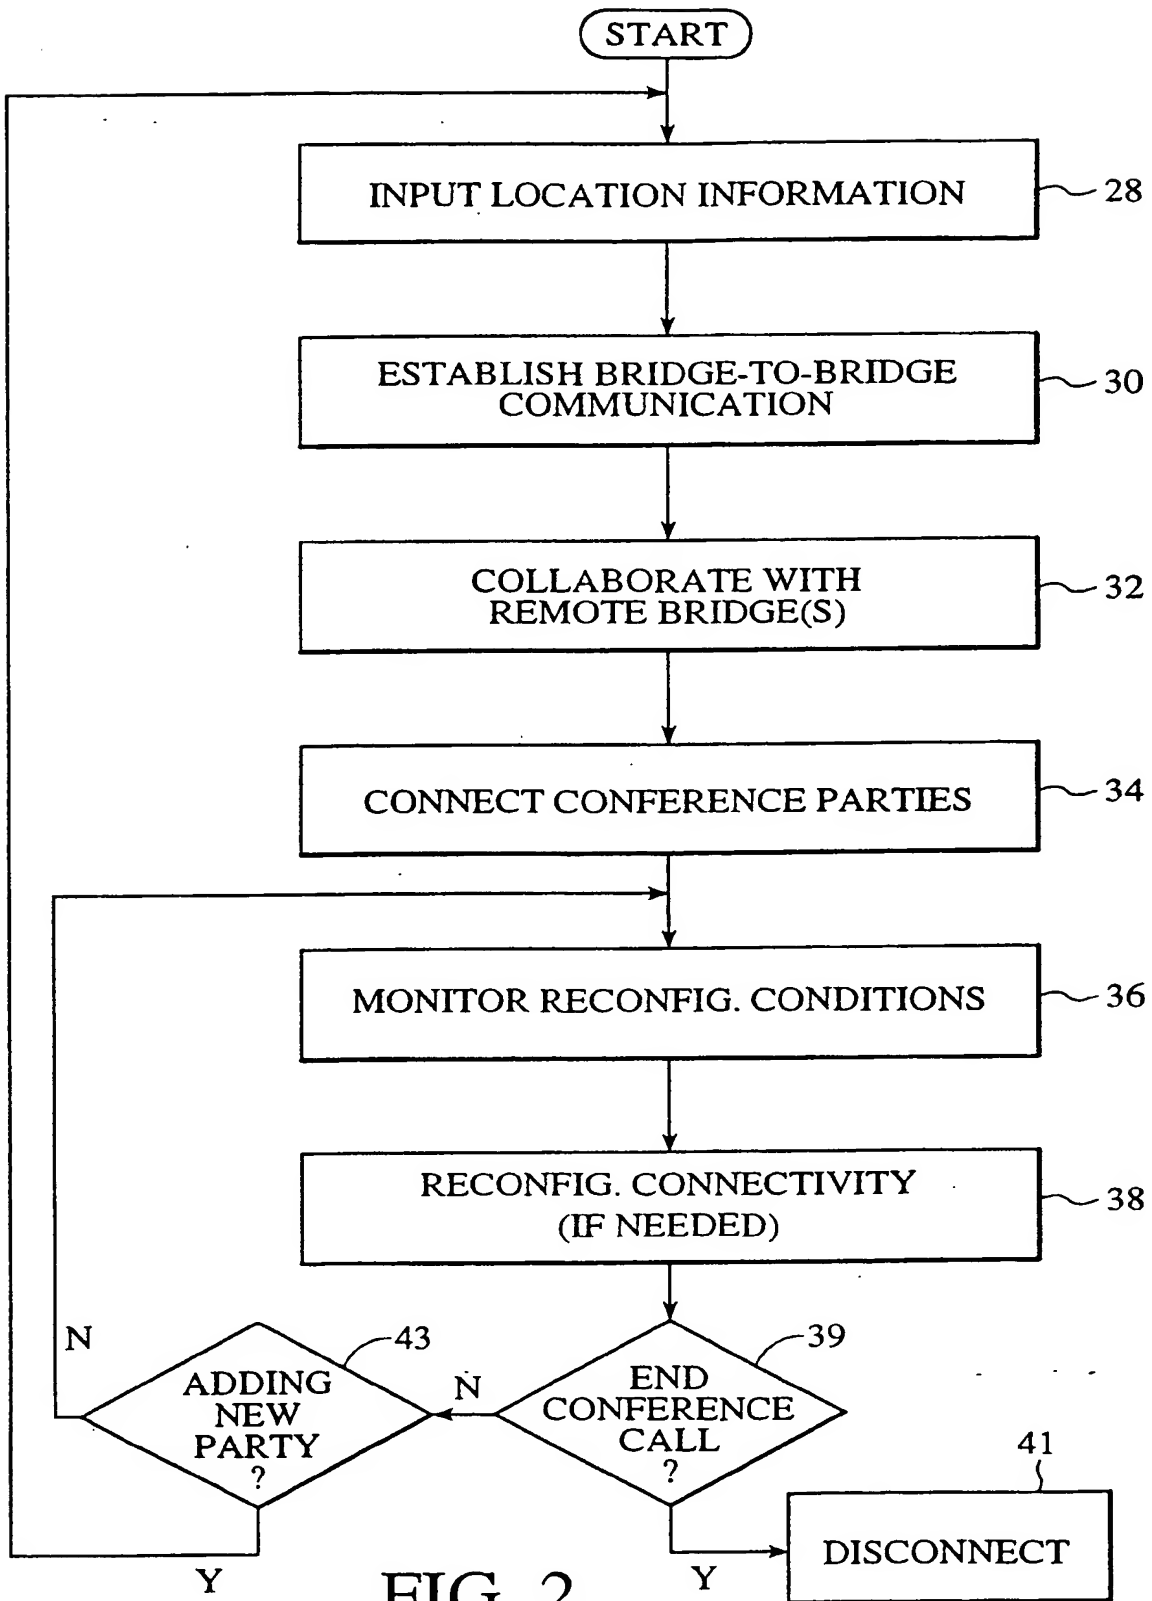 START
INPUT LOCATION INFORMATION
28
ESTABLISH BRIDGE-TO-BRIDGE
COMMUNICATION
30
COLLABORATE WITH
REMOTE BRIDGE(S)
32
CONNECT CONFERENCE PARTIES
34
MONITOR RECONFIG. CONDITIONS
36
RECONFIG. CONNECTIVITY
(IF NEEDED)
38
39
END
CONFERENCE
CALL
?
N
43
ADDING
NEW
PARTY
?
N
Y
Y
41
DISCONNECT
FIG. 2